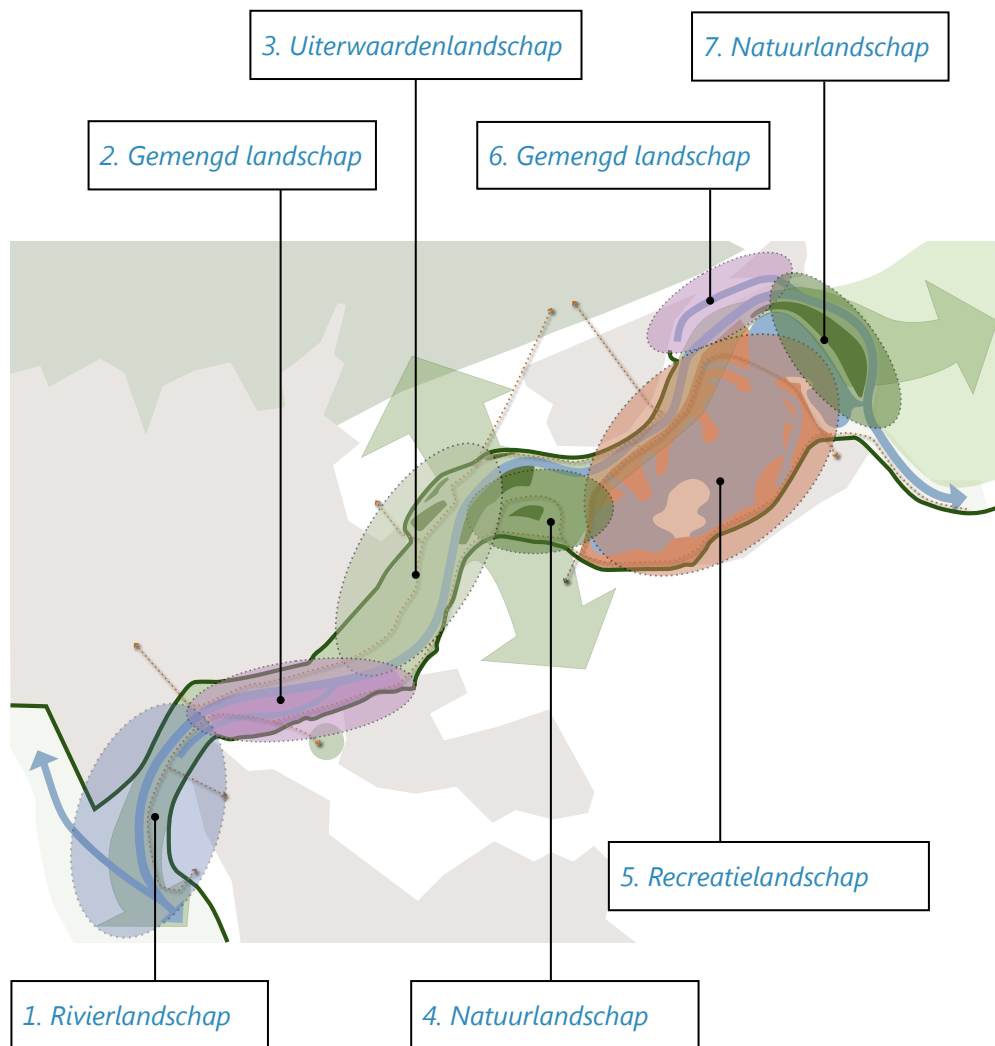 3. Uiterwaardenlandschap
7. Natuurlandschap
2. Gemengd landschap
6. Gemengd landschap
5. Recreatielandschap
1. Rivierlandschap
4. Natuurlandschap